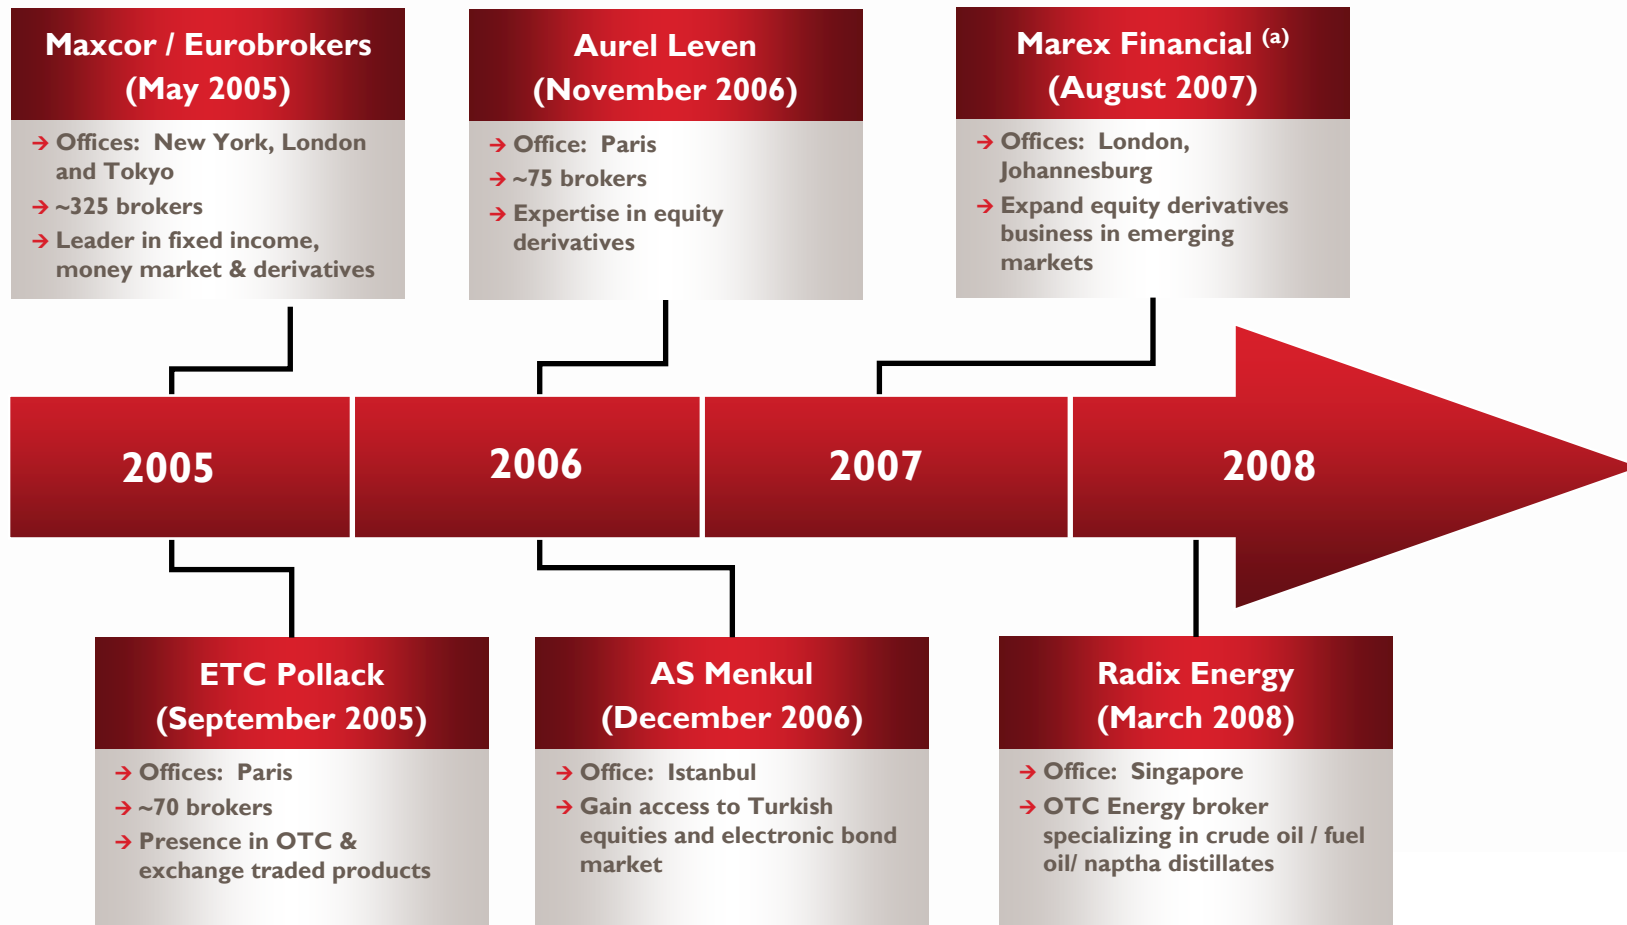 Maxcor / Eurobrokers
(May 2005)
→ Offices: New York, London
and Tokyo
→ ~325 brokers
→ Leader in fixed income,
money market & derivatives
Aurel Leven
(November 2006)
→ Office: Paris
→ ~75 brokers
→ Expertise in equity
derivatives
Marex Financial (a)
(August 2007)
→ Offices: London,
Johannesburg
→ Expand equity derivatives
business in emerging
markets
2005
2006
2007
2008
ETC Pollack
(September 2005)
→ Offices: Paris
→ ~70 brokers
→ Presence in OTC &
exchange traded products
AS Menkul
(December 2006)
→ Office: Istanbul
→ Gain access to Turkish
equities and electronic bond
market
Radix Energy
(March 2008)
→ Office: Singapore
→ OTC Energy broker
specializing in crude oil / fuel
oil/ naptha distillates